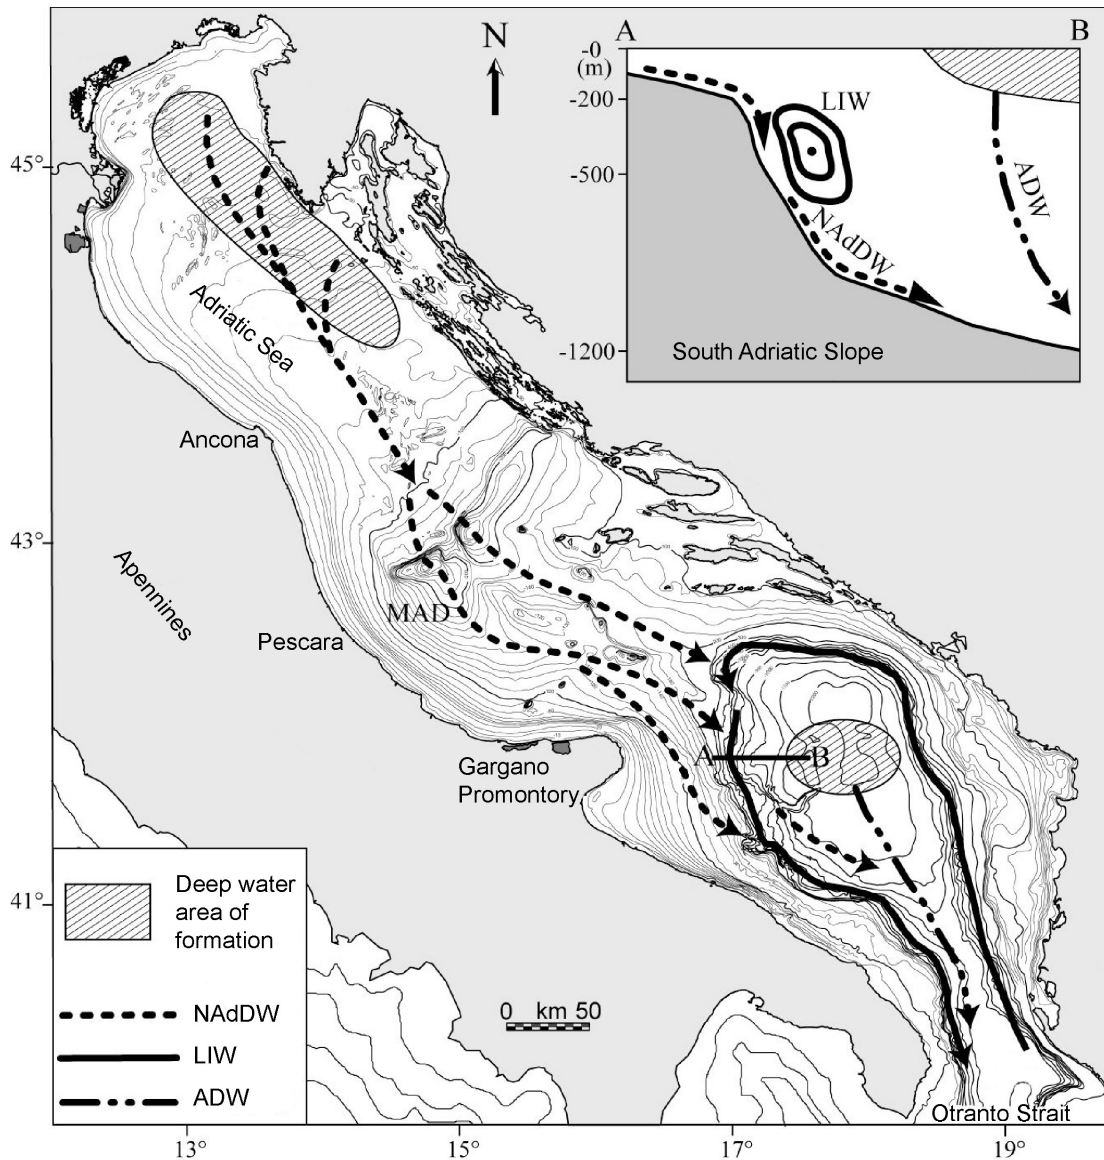 N
A
B
-0
(m)
-200
-500
-1200
LIW
ADW
NAdDW
South Adriatic Slope
45°
43°
41°
Adriatic Sea
Ancona
Apennines
Pescara
MAD
Gargano
Promontory
A
B
Deep water
area of
formation
NAdDW
LIW
ADW
0 km 50
Otranto Strait
13°
15°
17°
19°